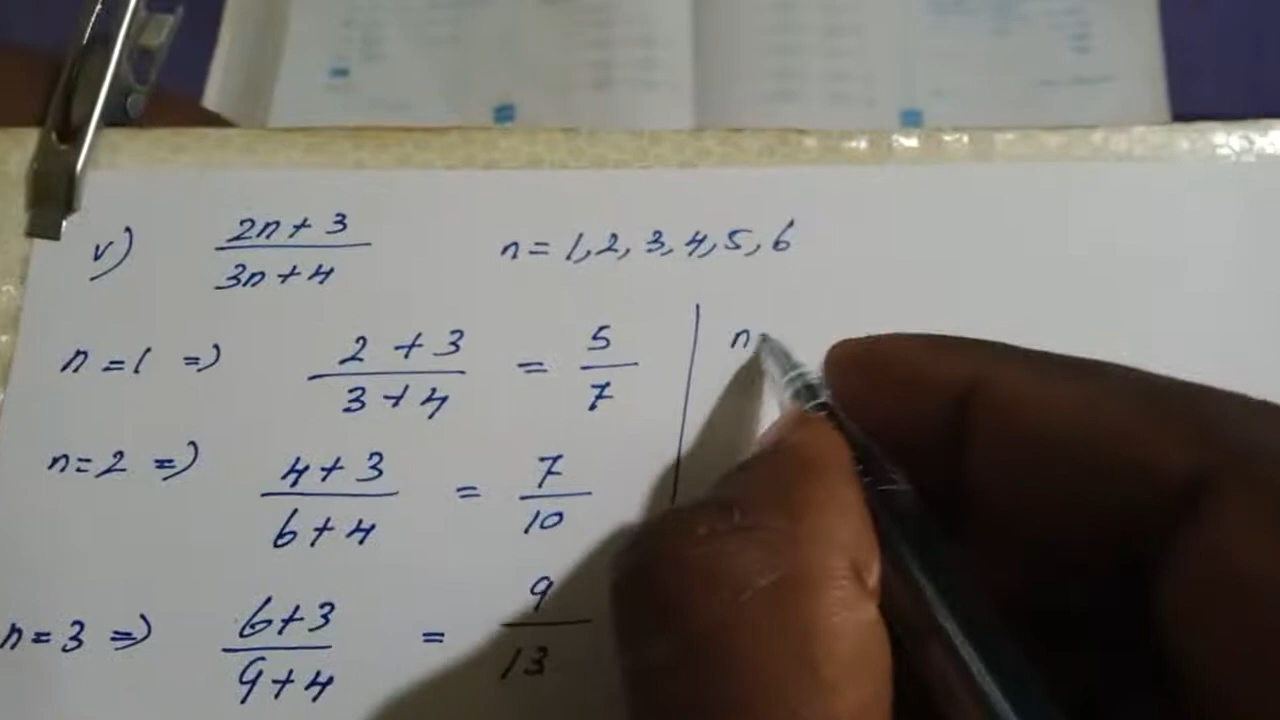 v) (2n+3)/(3n+4) n=1,2,3,4,5,6
n=1 => (2+3)/(3+4) = 5/7
n=2 => (4+3)/(6+4) = 7/10
n=3 => (6+3)/(9+4) = 9/13
n